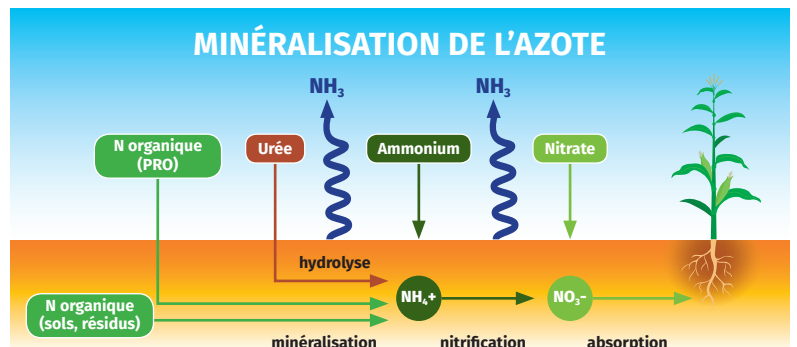 MINÉRALISATION DE L'AZOTE
NH₃
NH₃
N organique
(PRO)
Urée
Ammonium
Nitrate
hydrolyse
NH₄+
NO₃-
N organique
(sols, résidus)
minéralisation
nitrification
absorption